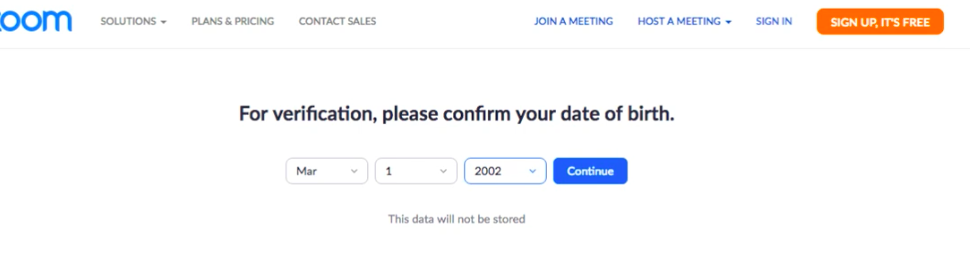 zoom SOLUTIONS PLANS & PRICING CONTACT SALES JOIN A MEETING HOST A MEETING SIGN IN SIGN UP, IT'S FREE
For verification, please confirm your date of birth.
Mar 1 2002 Continue
This data will not be stored